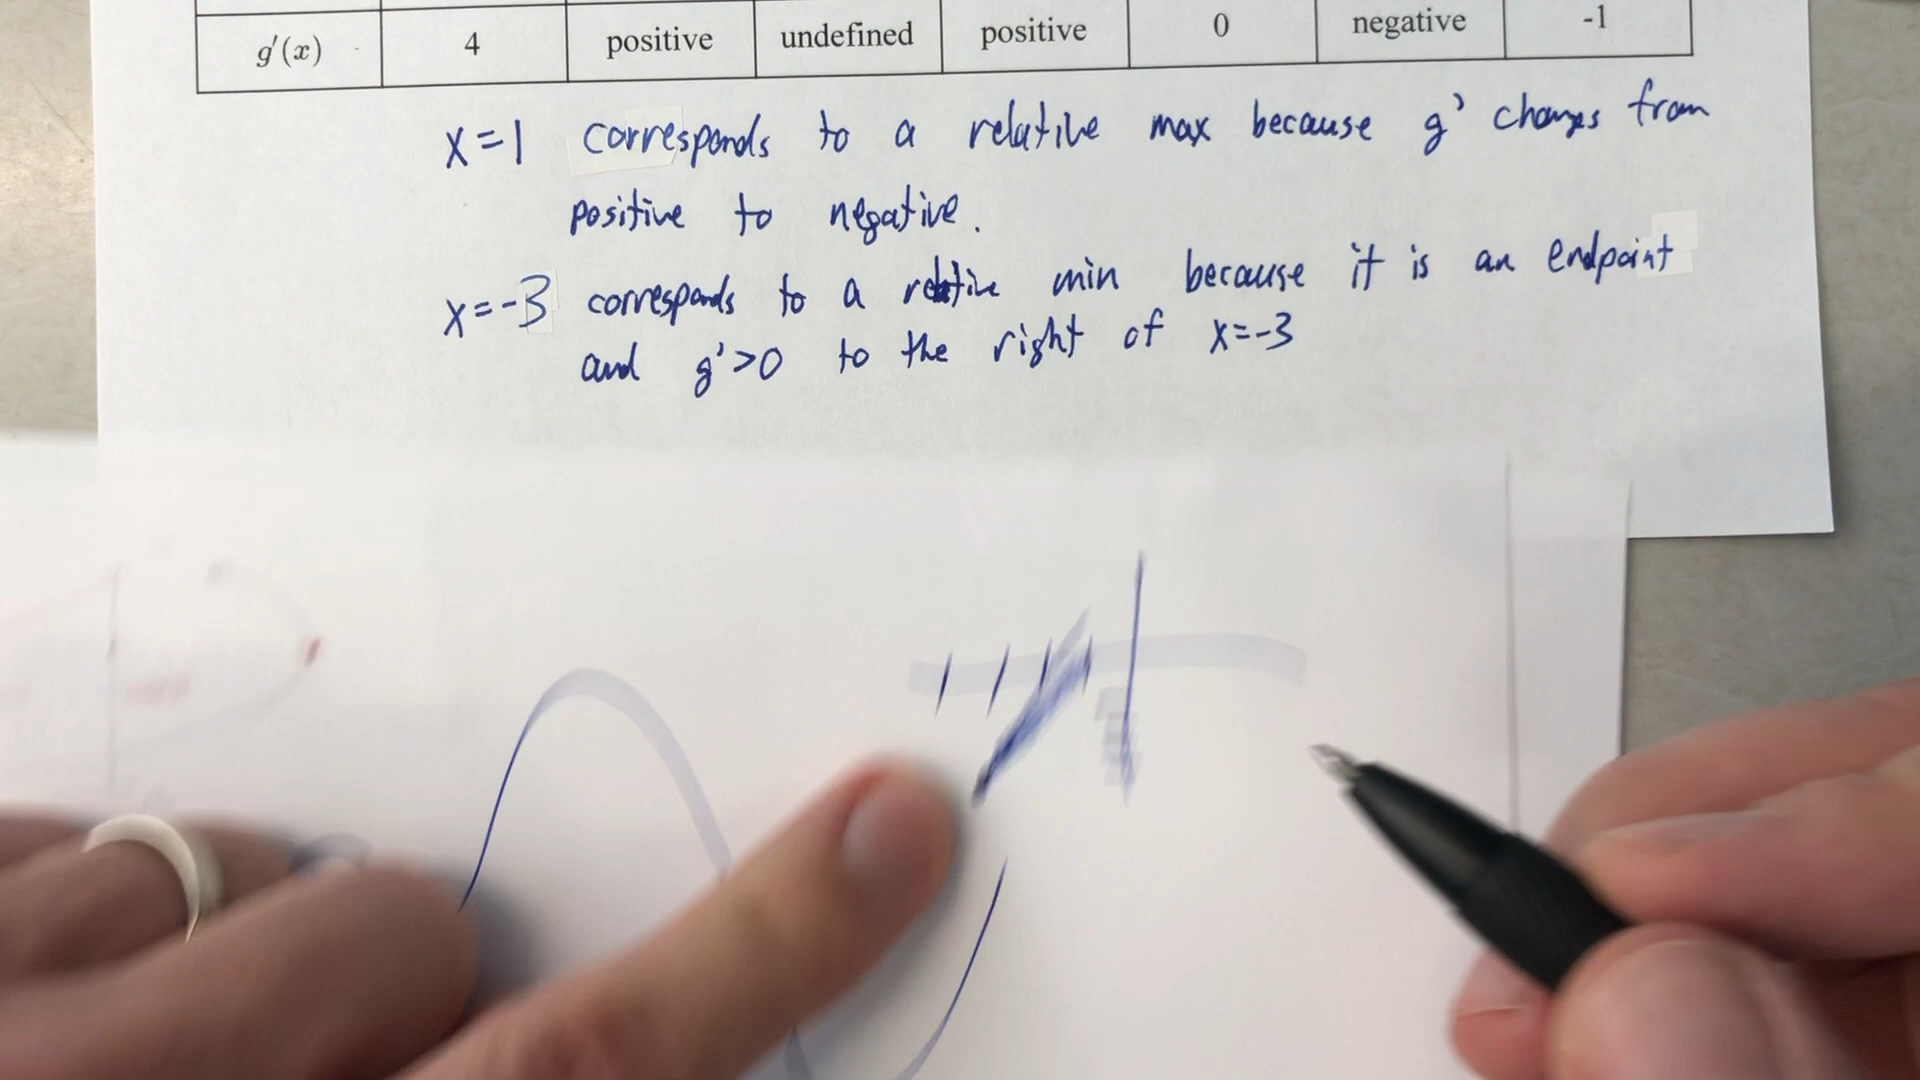 g'(x) 4 positive undefined positive 0 negative -1
x=1 corresponds to a relative max because g' changes from
positive to negative.
x=-3 corresponds to a relative min because it is an endpoint
and g'>0 to the right of x=-3